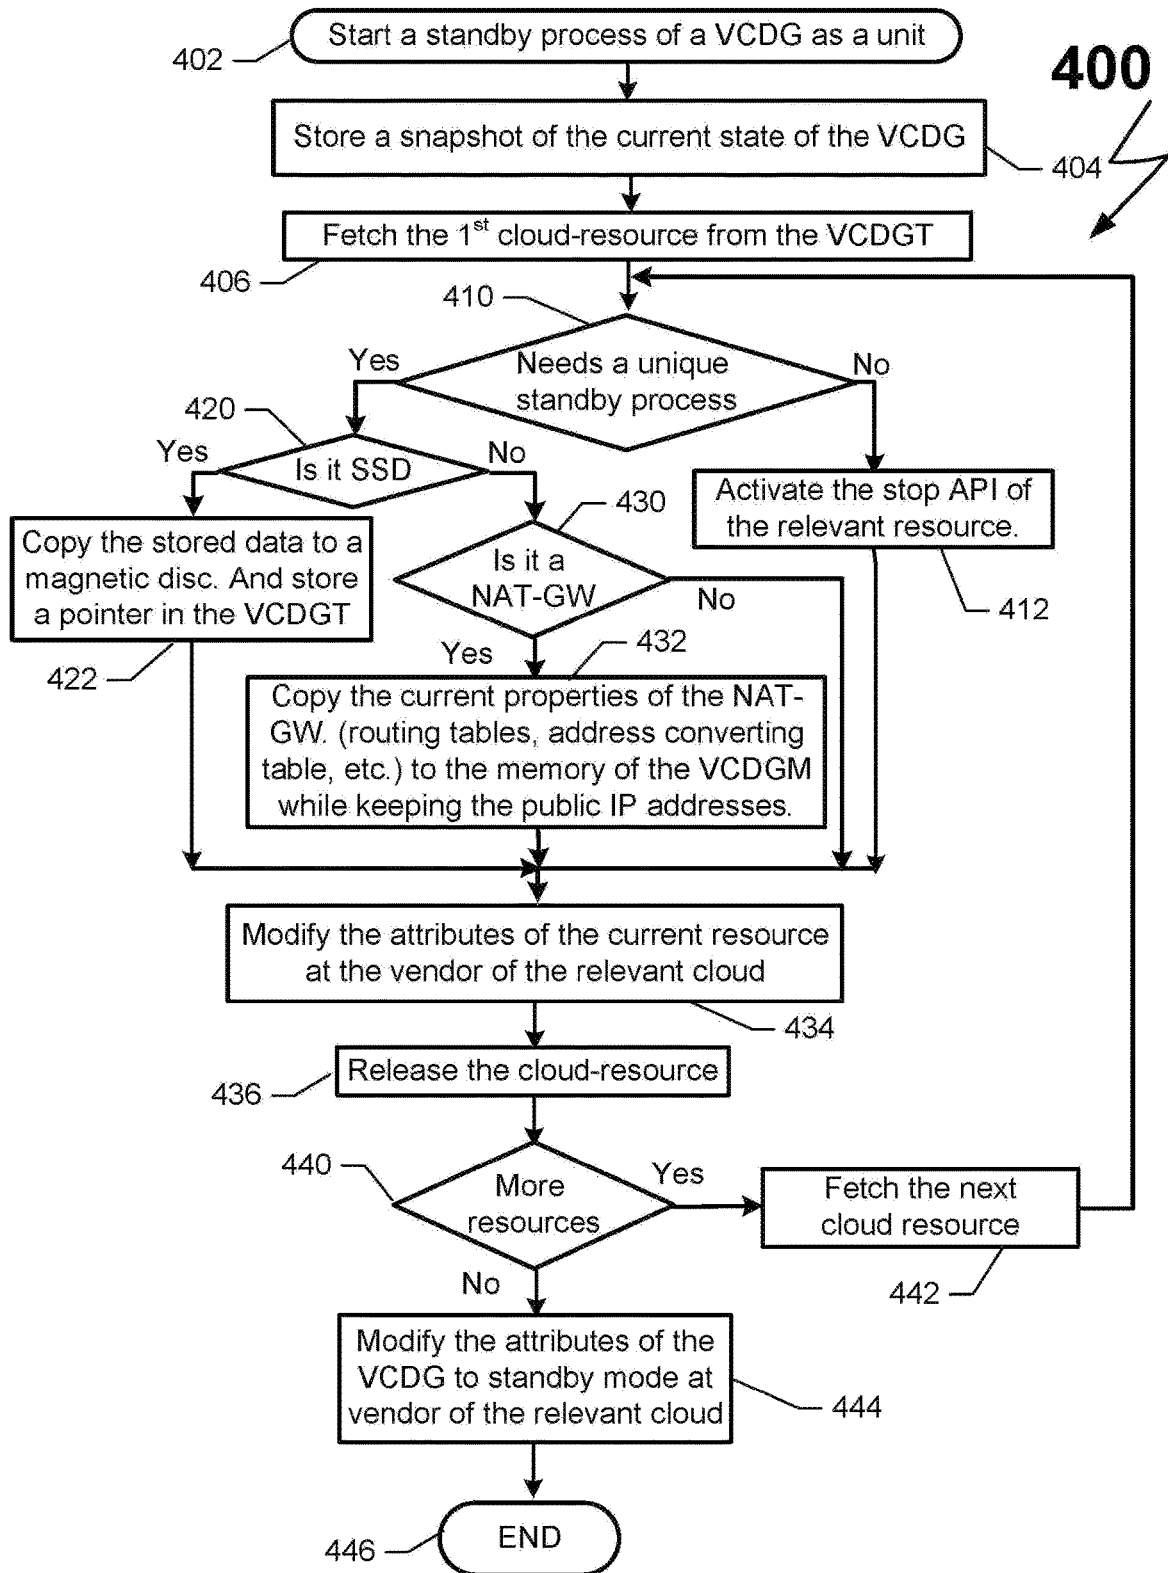 Start a standby process of a VCDG as a unit
402
400
Store a snapshot of the current state of the VCDG
404
Fetch the 1st cloud-resource from the VCDGT
406
410
Yes
Needs a unique
standby process
No
420
Yes
Is it SSD
No
430
Activate the stop API of
the relevant resource.
412
Copy the stored data to a
magnetic disc. And store
a pointer in the VCDGT
422
Is it a
NAT-GW
No
Yes
432
Copy the current properties of the NAT-
GW. (routing tables, address converting
table, etc.) to the memory of the VCDGM
while keeping the public IP addresses.
Modify the attributes of the current resource
at the vendor of the relevant cloud
434
Release the cloud-resource
436
440
More
resources
Yes
Fetch the next
cloud resource
442
No
Modify the attributes of the
VCDG to standby mode at
vendor of the relevant cloud
444
END
446